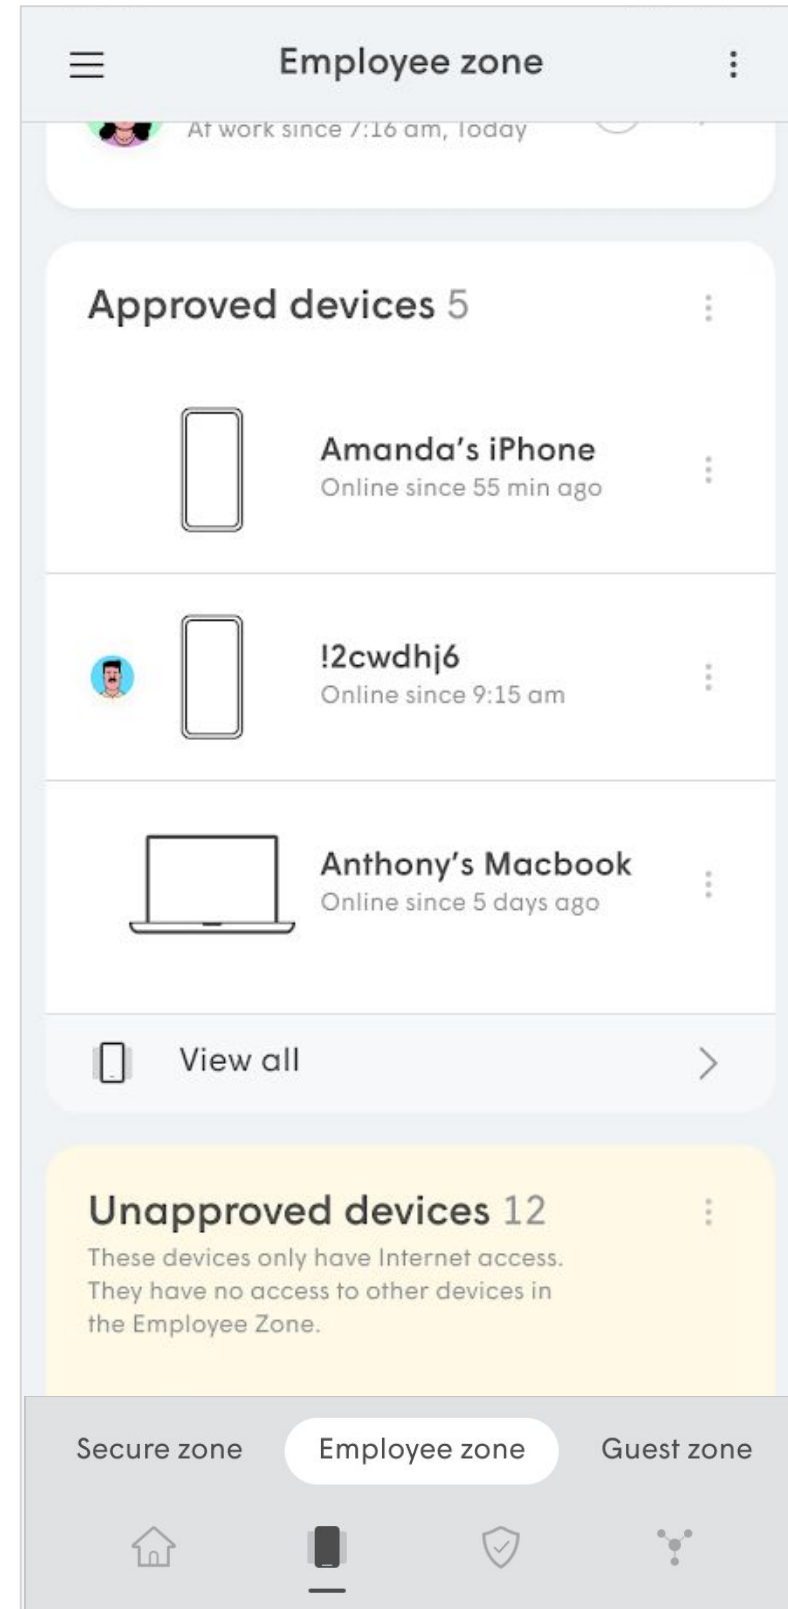 Employee zone
At work since 7:16 am, Today
Approved devices 5
Amanda's iPhone
Online since 55 min ago
!2cwdhj6
Online since 9:15 am
Anthony's Macbook
Online since 5 days ago
View all
Unapproved devices 12
These devices only have Internet access.
They have no access to other devices in
the Employee Zone.
Secure zone
Employee zone
Guest zone